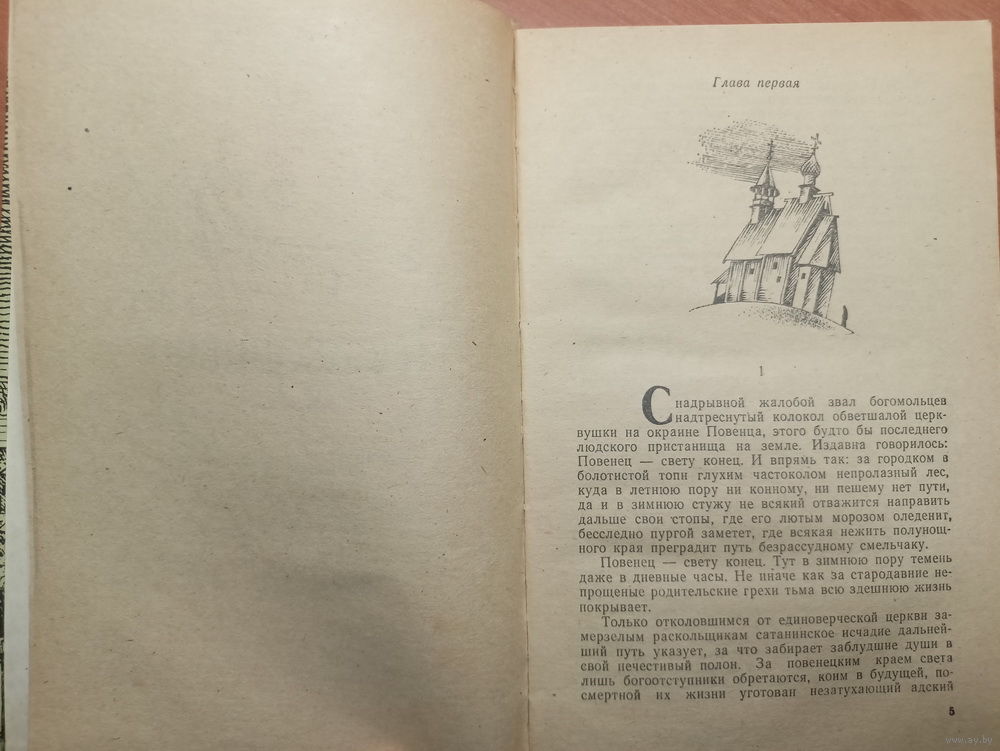 Глава первая
1
С надрывной жалобой звал богомольцев
надтреснутый колокол обветшалой церк-
вушки на окраине Повенца, этого будто бы последнего
людского пристанища на земле. Издавна говорилось:
Повенец — свету конец. И впрямь так: за городком в
болотистой топи глухим частоколом непролазный лес,
куда в летнюю пору ни конному, ни пешему нет пути,
да и в зимнюю стужу не всякий отважится направить
дальше свои стопы, где его лютым морозом оледенит,
бесследно пургой заметет, где всякая нежить полунощ-
ного края преградит путь безрассудному смельчаку.
Повенец — свету конец. Тут в зимнюю пору темень
даже в дневные часы. Не иначе как за стародавние не-
прощеные родительские грехи тьма всю здешнюю жизнь
покрывает.
Только отколовшимся от единоверческой церкви за-
мерзелым раскольщикам сатанинское исчадие дальней-
ший путь указует, за что забирает заблудшие души в
свой нечестивый полон. За повенецким краем света
лишь богоотступники обретаются, коим в будущей, по-
смертной их жизни уготован незатухающий адский
5
www.ay.by